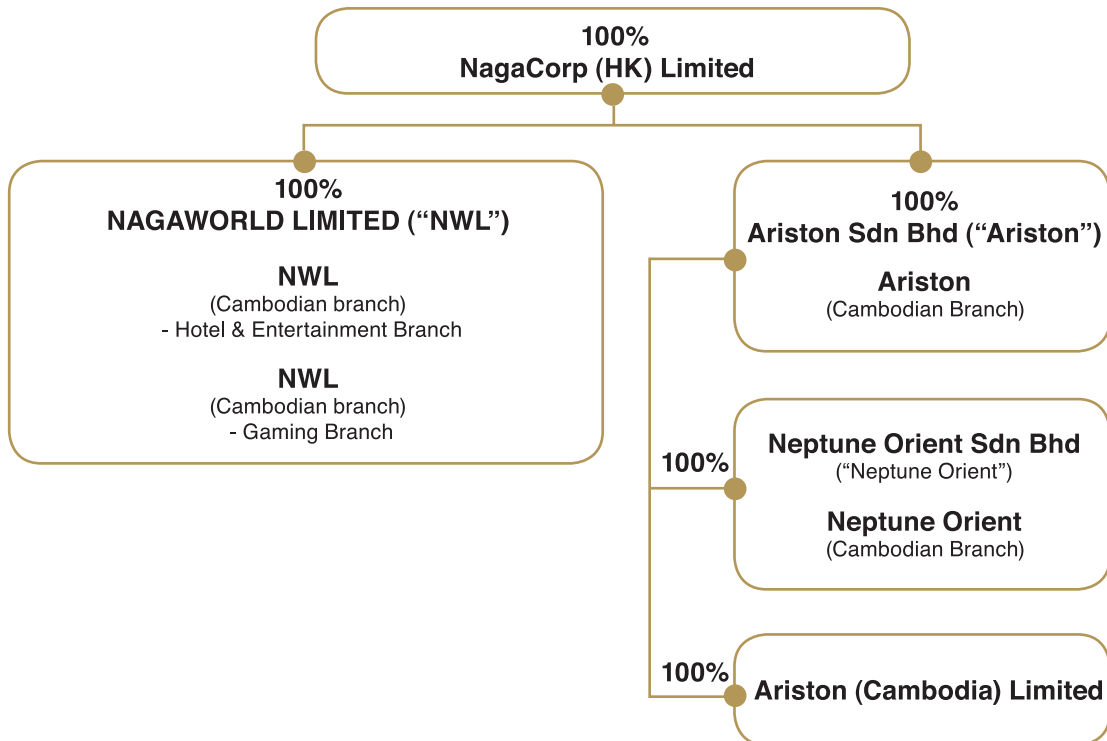 100%
NagaCorp (HK) Limited
100%
NAGAWORLD LIMITED (“NWL”)
NWL
(Cambodian branch)
- Hotel & Entertainment Branch
NWL
(Cambodian branch)
- Gaming Branch
100%
Ariston Sdn Bhd (“Ariston”)
Ariston
(Cambodian Branch)
100%
Neptune Orient Sdn Bhd
(“Neptune Orient”)
Neptune Orient
(Cambodian Branch)
100%
Ariston (Cambodia) Limited